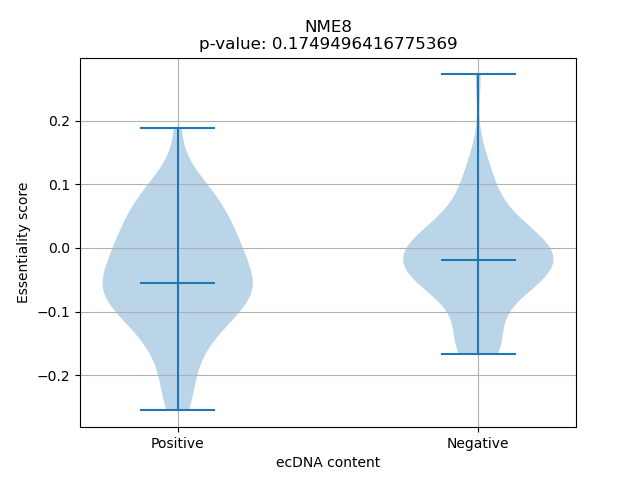 NME8
p-value: 0.1749496416775369
Essentiality score
0.2
0.1
0.0
−0.1
−0.2
Positive
Negative
ecDNA content